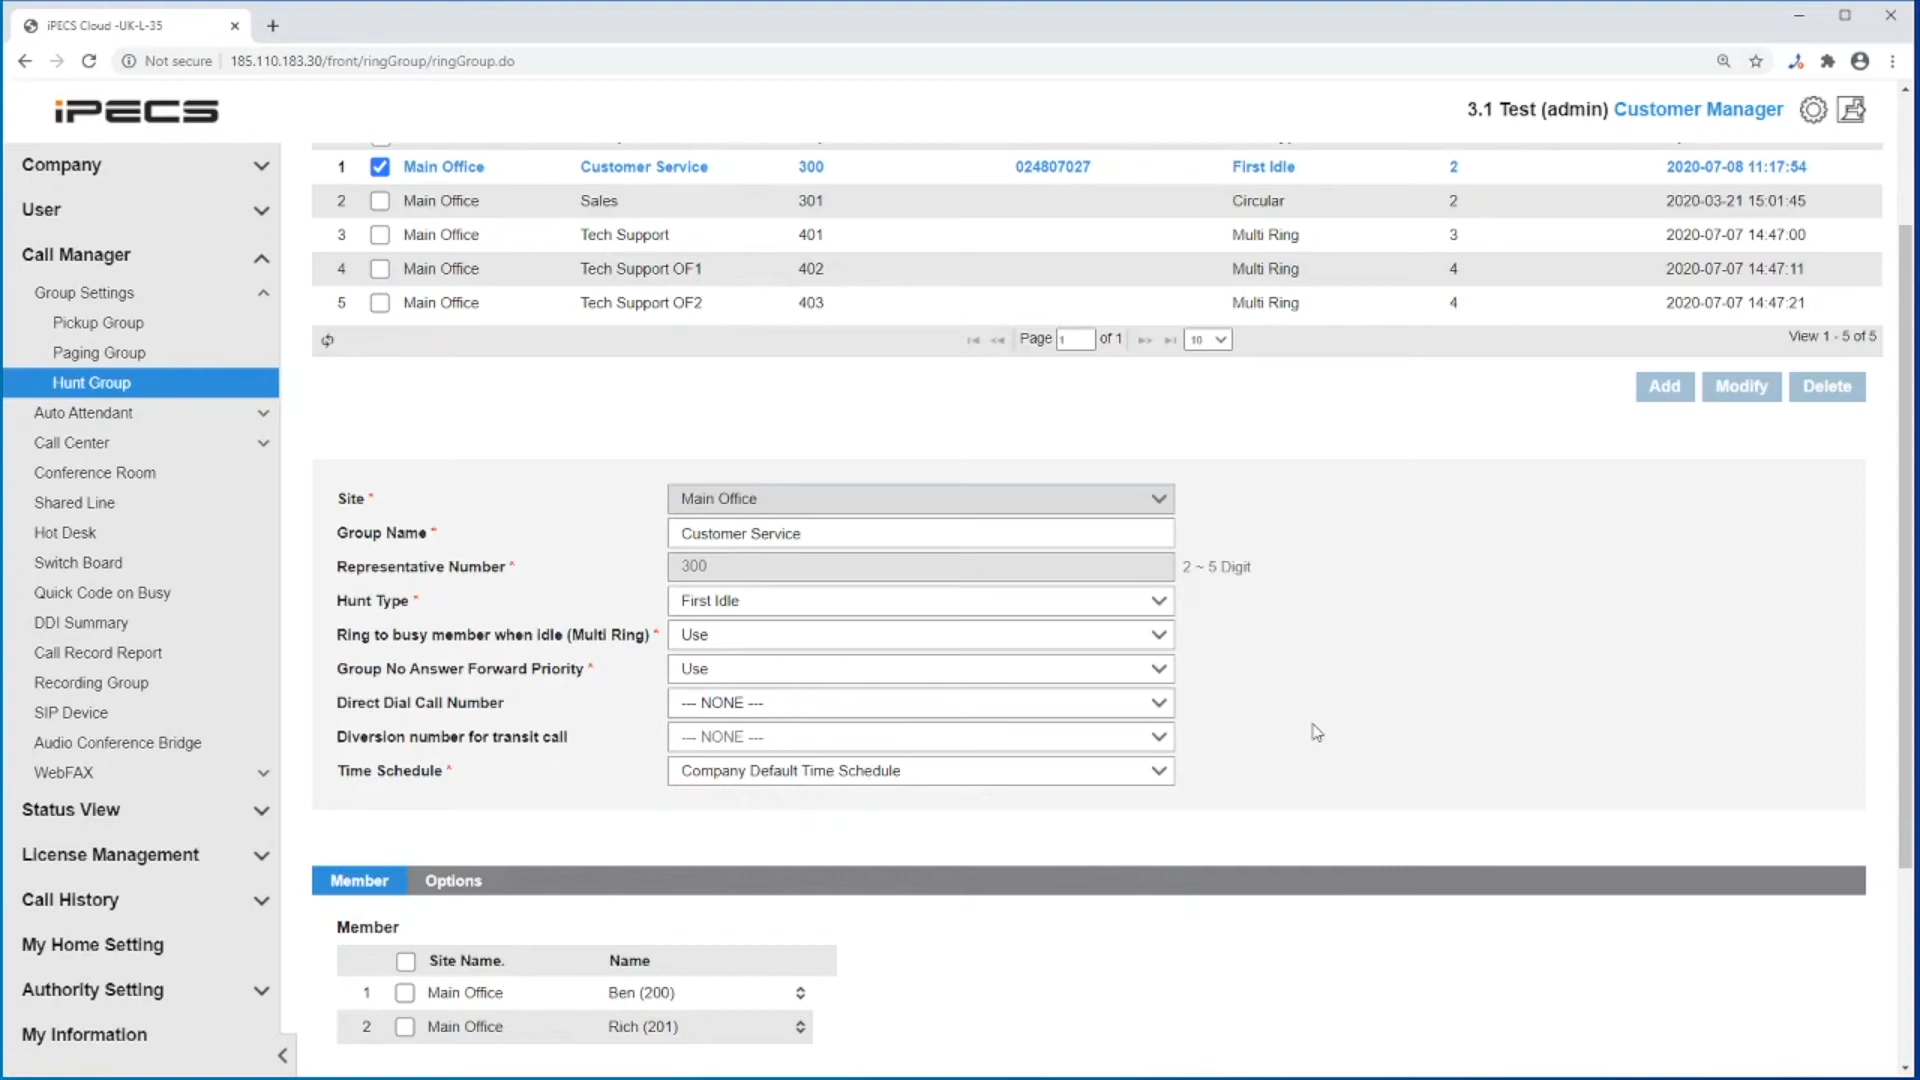 iPECS Cloud -UK-L-35
Not secure 185.110.183.30/front/ringGroup/ringGroup.do
iPECS
3.1 Test (admin) Customer Manager
Company
User
Call Manager
Group Settings
Pickup Group
Paging Group
Hunt Group
Auto Attendant
Call Center
Conference Room
Shared Line
Hot Desk
Switch Board
Quick Code on Busy
DDI Summary
Call Record Report
Recording Group
SIP Device
Audio Conference Bridge
WebFAX
Status View
License Management
Call History
My Home Setting
Authority Setting
My Information
1 Main Office Customer Service 300 024807027 First Idle 2 2020-07-08 11:17:54
2 Main Office Sales 301 Circular 2 2020-03-21 15:01:45
3 Main Office Tech Support 401 Multi Ring 3 2020-07-07 14:47:00
4 Main Office Tech Support OF1 402 Multi Ring 4 2020-07-07 14:47:11
5 Main Office Tech Support OF2 403 Multi Ring 4 2020-07-07 14:47:21
Page 1 of 1 10 View 1 - 5 of 5
Add Modify Delete
Site * Main Office
Group Name * Customer Service
Representative Number * 300 2 ~ 5 Digit
Hunt Type * First Idle
Ring to busy member when idle (Multi Ring) * Use
Group No Answer Forward Priority * Use
Direct Dial Call Number --- NONE ---
Diversion number for transit call --- NONE ---
Time Schedule * Company Default Time Schedule
Member Options
Member
Site Name. Name
1 Main Office Ben (200)
2 Main Office Rich (201)